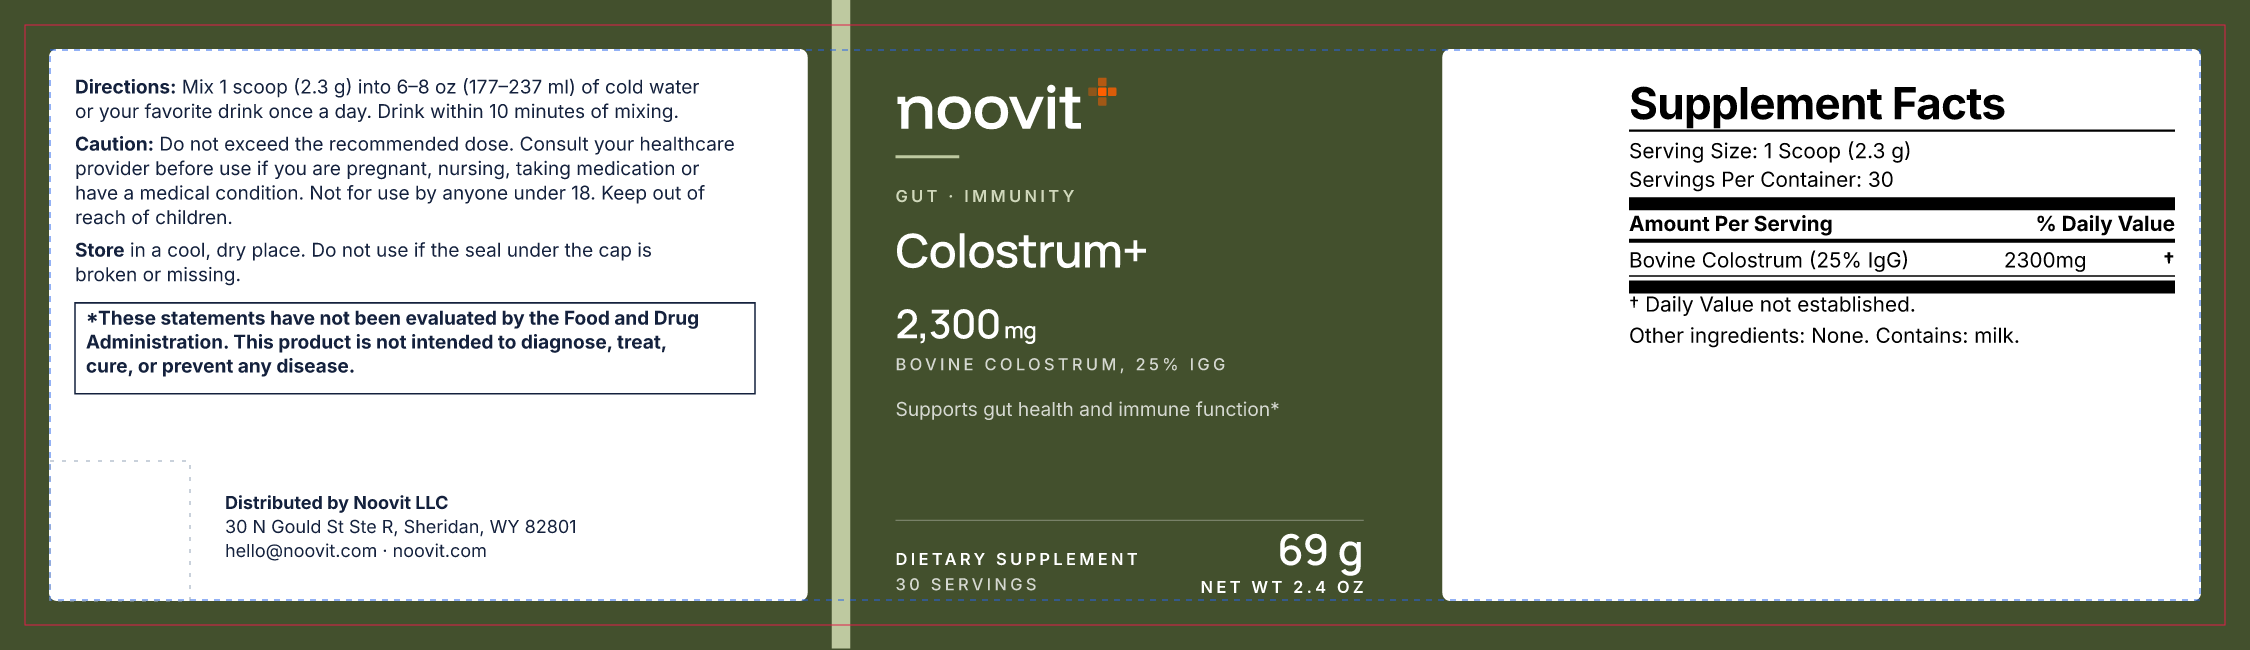 Directions: Mix 1 scoop (2.3 g) into 6–8 oz (177–237 ml) of cold water
or your favorite drink once a day. Drink within 10 minutes of mixing.
Caution: Do not exceed the recommended dose. Consult your healthcare
provider before use if you are pregnant, nursing, taking medication or
have a medical condition. Not for use by anyone under 18. Keep out of
reach of children.
Store in a cool, dry place. Do not use if the seal under the cap is
broken or missing.
*These statements have not been evaluated by the Food and Drug
Administration. This product is not intended to diagnose, treat,
cure, or prevent any disease.
Distributed by Noovit LLC
30 N Gould St Ste R, Sheridan, WY 82801
hello@noovit.com · noovit.com
noovit
GUT · IMMUNITY
Colostrum+
2,300 mg
BOVINE COLOSTRUM, 25% IGG
Supports gut health and immune function*
DIETARY SUPPLEMENT
30 SERVINGS
69 g
NET WT 2.4 OZ
Supplement Facts
Serving Size: 1 Scoop (2.3 g)
Servings Per Container: 30
Amount Per Serving % Daily Value
Bovine Colostrum (25% IgG) 2300mg †
† Daily Value not established.
Other ingredients: None. Contains: milk.